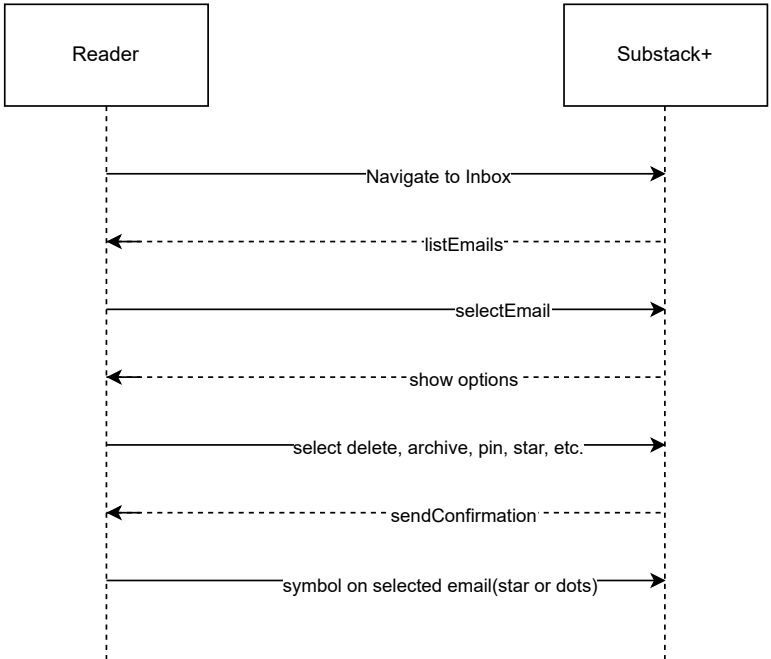 Reader
Substack+
Navigate to Inbox
listEmails
selectEmail
show options
select delete, archive, pin, star, etc.
sendConfirmation
symbol on selected email(star or dots)